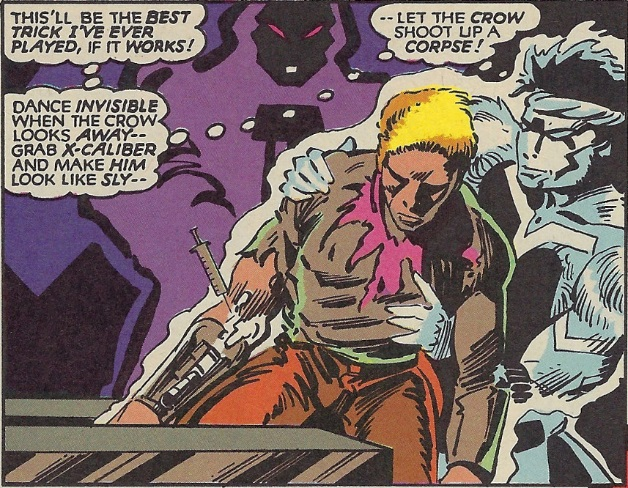 THIS'LL BE THE BEST
TRICK I'VE EVER
PLAYED, IF IT WORKS!
DANCE INVISIBLE
WHEN THE CROW
LOOKS AWAY--
GRAB X-CALIBER
AND MAKE HIM
LOOK LIKE SLY--
-- LET THE CROW
SHOOT UP A
CORPSE!